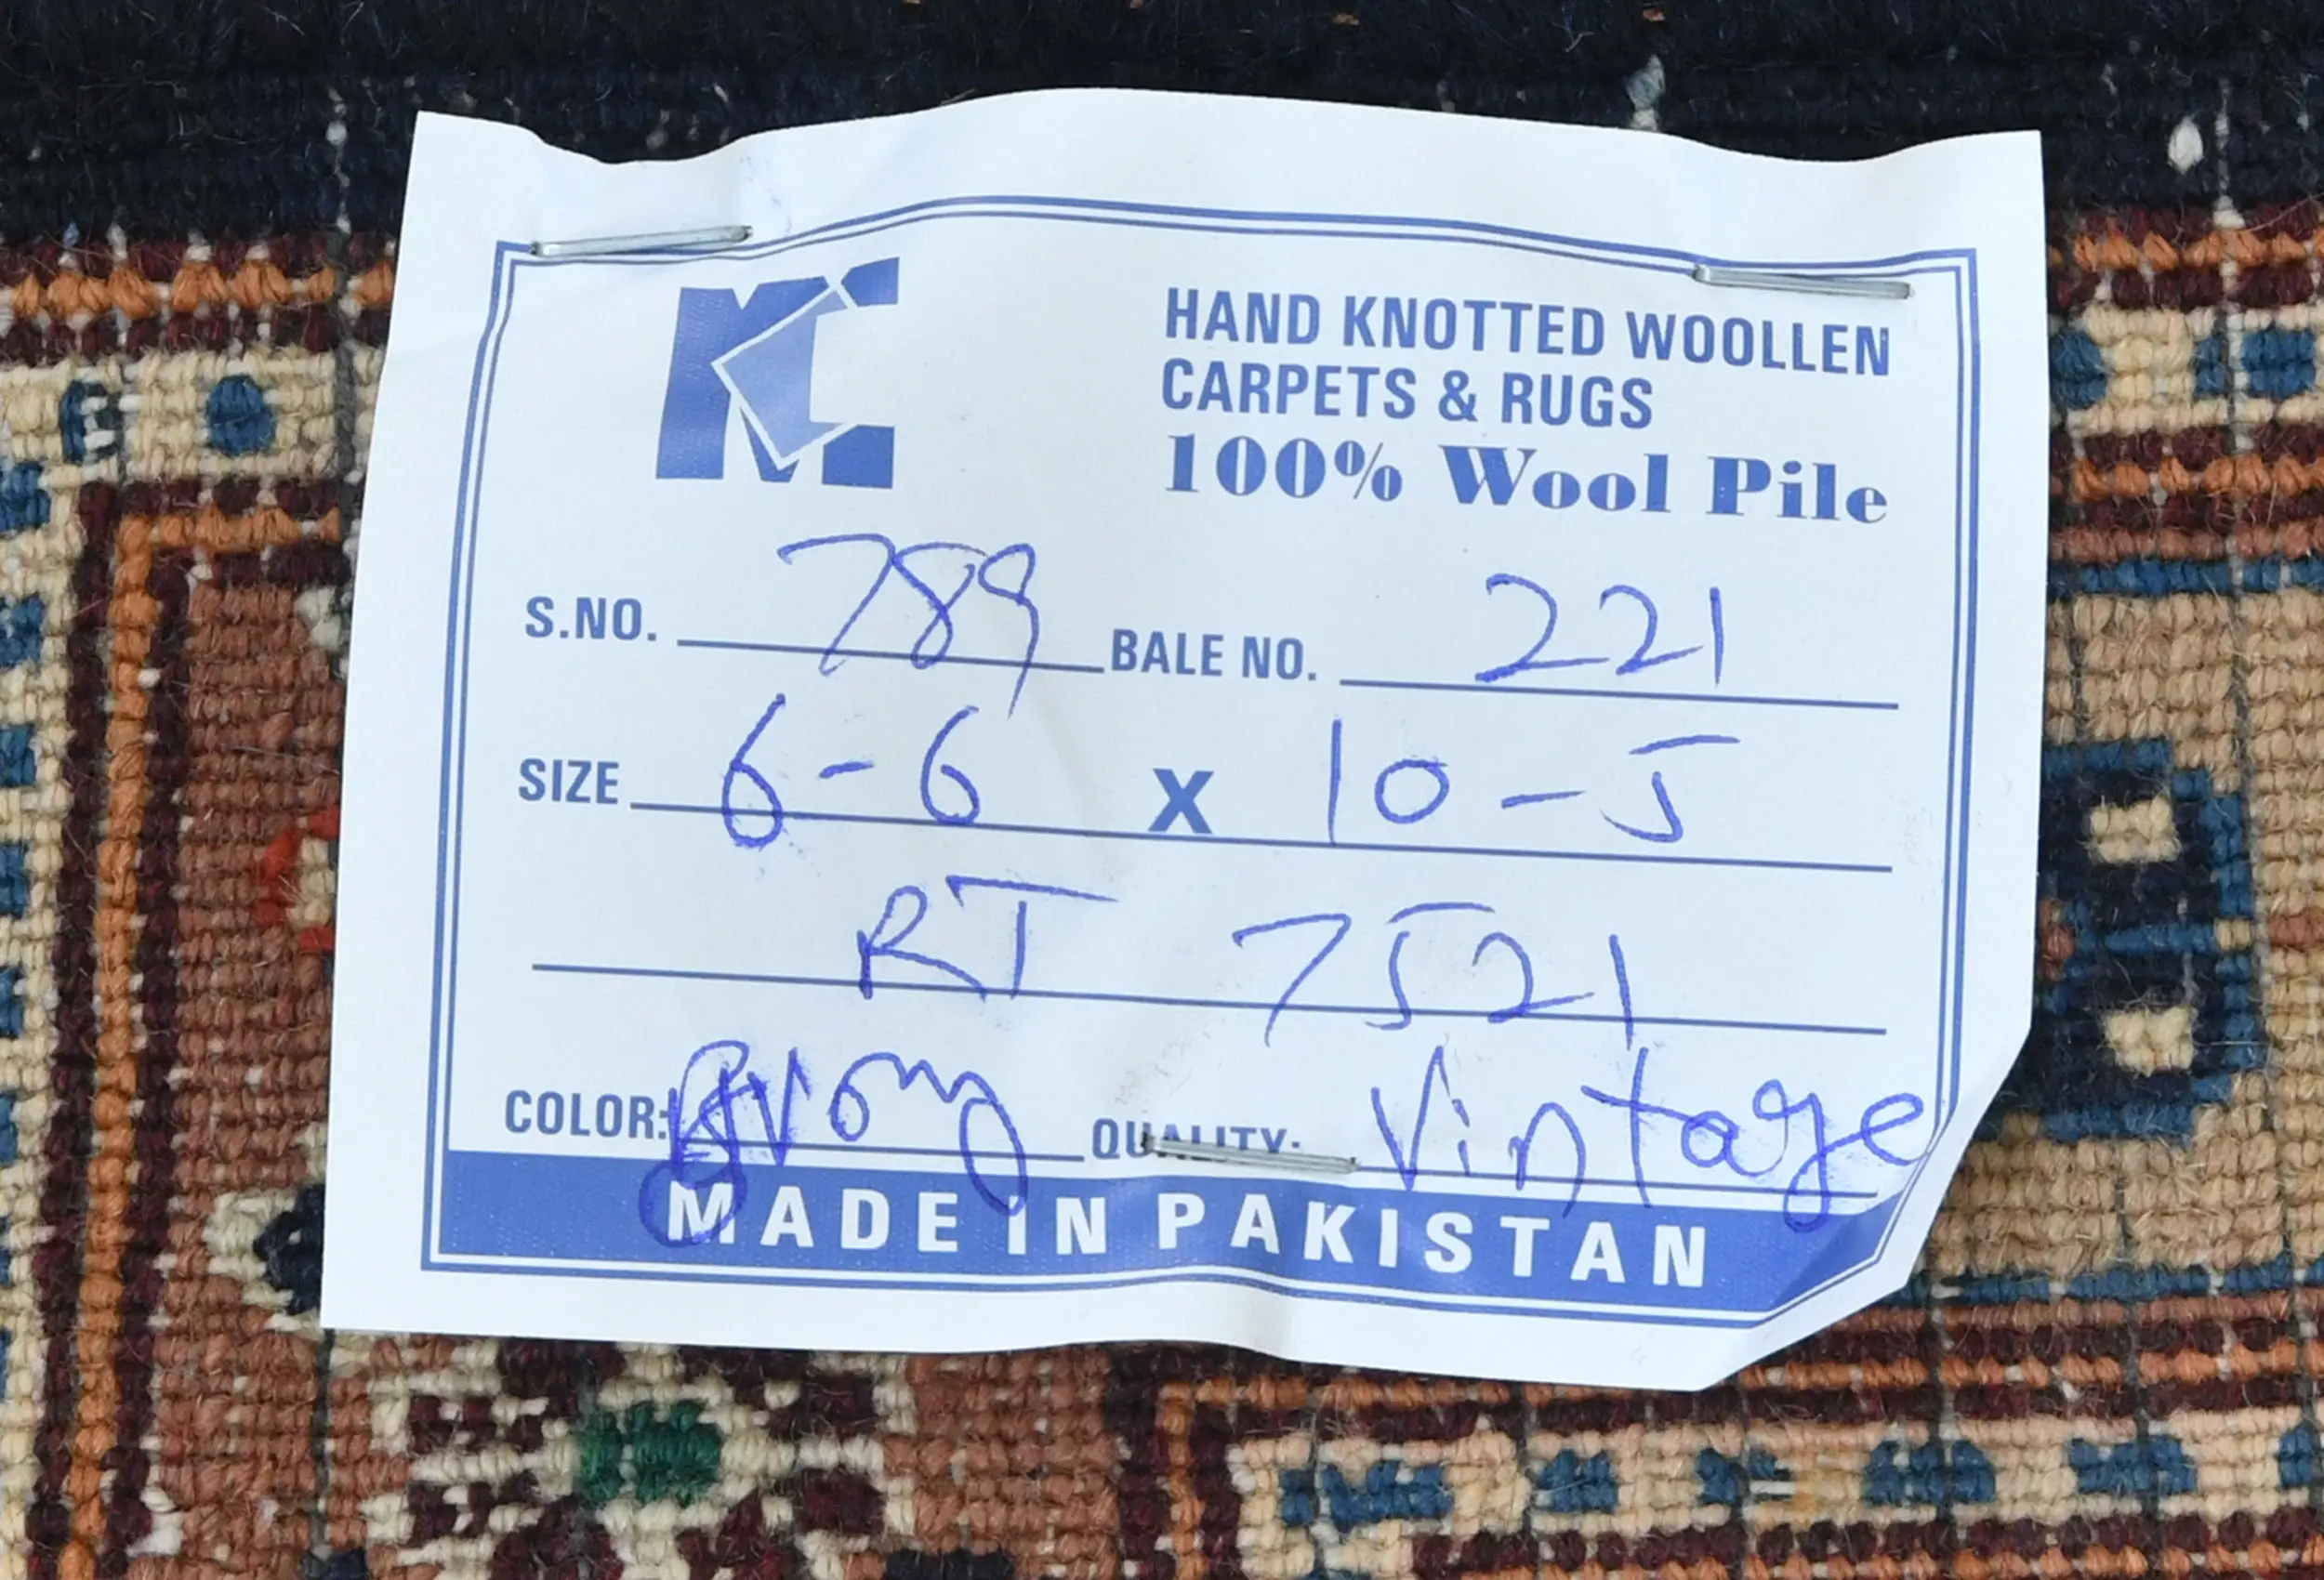 MC
HAND KNOTTED WOOLLEN
CARPETS & RUGS
100% Wool Pile
S.NO. 789 BALE NO. 221
SIZE 6-6 X 10-5
RT 7521
COLOR: QUALITY: Vintage
MADE IN PAKISTAN